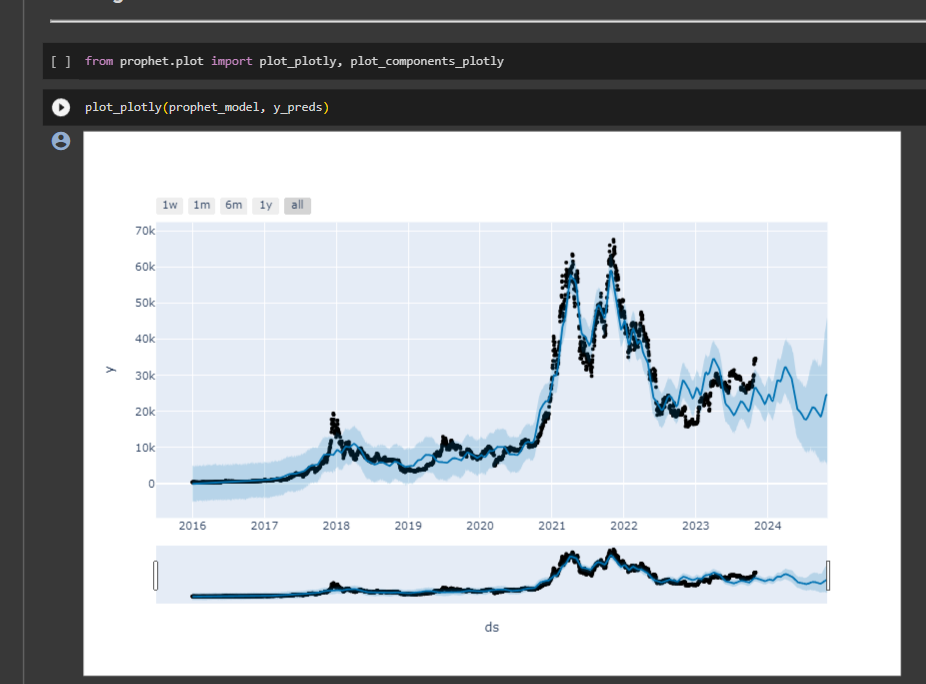 [ ] from prophet.plot import plot_plotly, plot_components_plotly
plot_plotly(prophet_model, y_preds)
1w 1m 6m 1y all
70k
60k
50k
40k
30k
20k
10k
0
y
2016 2017 2018 2019 2020 2021 2022 2023 2024
ds